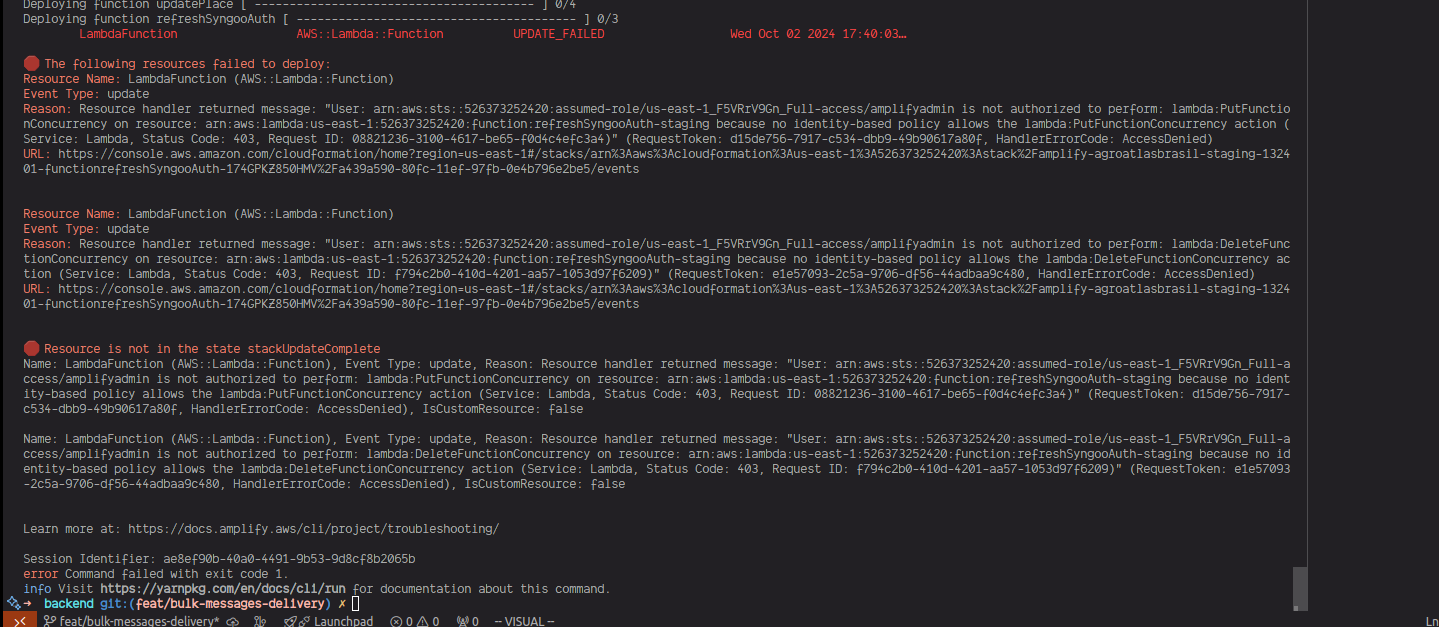 Deploying function updatePlace [ ---------------------------------------- ] 0/4
Deploying function refreshSyngooAuth [ ---------------------------------------- ] 0/3
LambdaFunction AWS::Lambda::Function UPDATE_FAILED Wed Oct 02 2024 17:40:03…
The following resources failed to deploy:
Resource Name: LambdaFunction (AWS::Lambda::Function)
Event Type: update
Reason: Resource handler returned message: "User: arn:aws:sts::526373252420:assumed-role/us-east-1_F5VRrV9Gn_Full-access/amplifyadmin is not authorized to perform: lambda:PutFunctio
nConcurrency on resource: arn:aws:lambda:us-east-1:526373252420:function:refreshSyngooAuth-staging because no identity-based policy allows the lambda:PutFunctionConcurrency action (
Service: Lambda, Status Code: 403, Request ID: 08821236-3100-4617-be65-f0d4c4efc3a4)" (RequestToken: d15de756-7917-c534-dbb9-49b90617a80f, HandlerErrorCode: AccessDenied)
URL: https://console.aws.amazon.com/cloudformation/home?region=us-east-1#/stacks/arn%3Aaws%3Acloudformation%3Aus-east-1%3A526373252420%3Astack%2Famplify-agroatlasbrasil-staging-1324
01-functionrefreshSyngooAuth-174GPKZ850HMV%2Fa439a590-80fc-11ef-97fb-0e4b796e2be5/events
Resource Name: LambdaFunction (AWS::Lambda::Function)
Event Type: update
Reason: Resource handler returned message: "User: arn:aws:sts::526373252420:assumed-role/us-east-1_F5VRrV9Gn_Full-access/amplifyadmin is not authorized to perform: lambda:DeleteFunc
tionConcurrency on resource: arn:aws:lambda:us-east-1:526373252420:function:refreshSyngooAuth-staging because no identity-based policy allows the lambda:DeleteFunctionConcurrency ac
tion (Service: Lambda, Status Code: 403, Request ID: f794c2b0-410d-4201-aa57-1053d97f6209)" (RequestToken: e1e57093-2c5a-9706-df56-44adbaa9c480, HandlerErrorCode: AccessDenied)
URL: https://console.aws.amazon.com/cloudformation/home?region=us-east-1#/stacks/arn%3Aaws%3Acloudformation%3Aus-east-1%3A526373252420%3Astack%2Famplify-agroatlasbrasil-staging-1324
01-functionrefreshSyngooAuth-174GPKZ850HMV%2Fa439a590-80fc-11ef-97fb-0e4b796e2be5/events
Resource is not in the state stackUpdateComplete
Name: LambdaFunction (AWS::Lambda::Function), Event Type: update, Reason: Resource handler returned message: "User: arn:aws:sts::526373252420:assumed-role/us-east-1_F5VRrV9Gn_Full-a
ccess/amplifyadmin is not authorized to perform: lambda:PutFunctionConcurrency on resource: arn:aws:lambda:us-east-1:526373252420:function:refreshSyngooAuth-staging because no ident
ity-based policy allows the lambda:PutFunctionConcurrency action (Service: Lambda, Status Code: 403, Request ID: 08821236-3100-4617-be65-f0d4c4efc3a4)" (RequestToken: d15de756-7917-
c534-dbb9-49b90617a80f, HandlerErrorCode: AccessDenied), IsCustomResource: false
Name: LambdaFunction (AWS::Lambda::Function), Event Type: update, Reason: Resource handler returned message: "User: arn:aws:sts::526373252420:assumed-role/us-east-1_F5VRrV9Gn_Full-a
ccess/amplifyadmin is not authorized to perform: lambda:DeleteFunctionConcurrency on resource: arn:aws:lambda:us-east-1:526373252420:function:refreshSyngooAuth-staging because no id
entity-based policy allows the lambda:DeleteFunctionConcurrency action (Service: Lambda, Status Code: 403, Request ID: f794c2b0-410d-4201-aa57-1053d97f6209)" (RequestToken: e1e57093
-2c5a-9706-df56-44adbaa9c480, HandlerErrorCode: AccessDenied), IsCustomResource: false
Learn more at: https://docs.amplify.aws/cli/project/troubleshooting/
Session Identifier: ae8ef90b-40a0-4491-9b53-9d8cf8b2065b
error Command failed with exit code 1.
info Visit https://yarnpkg.com/en/docs/cli/run for documentation about this command.
➜ backend git:(feat/bulk-messages-delivery) ✗
feat/bulk-messages-delivery* Launchpad 0 0 0 -- VISUAL -- Ln